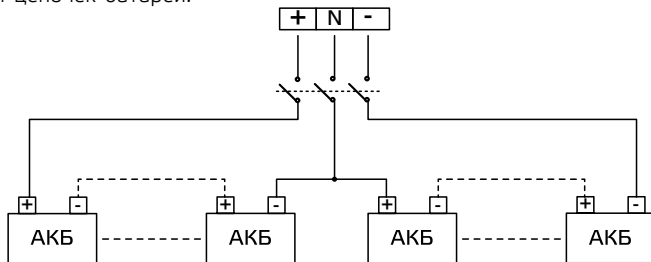 цепочек батарей.
+ N -
+ - + - + - + -
АКБ АКБ АКБ АКБ